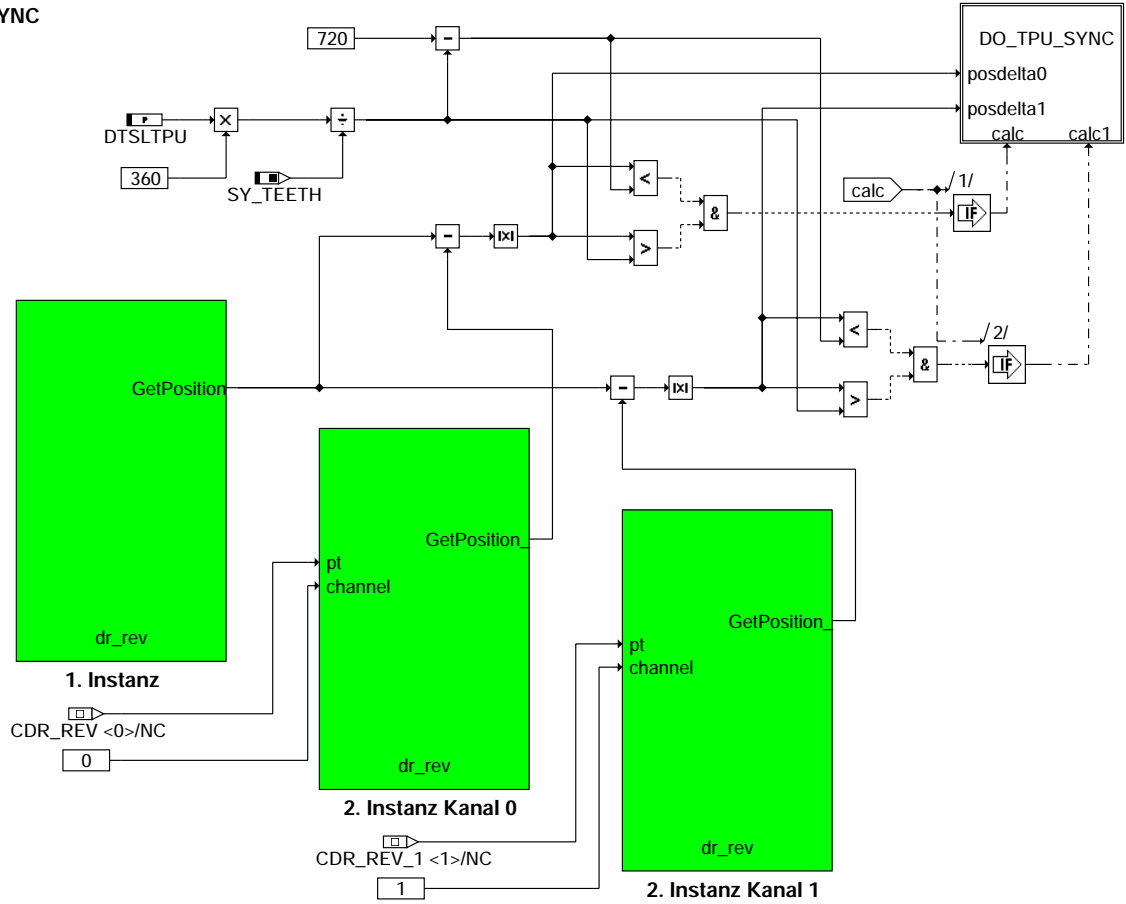 YNC
720
DO_TPU_SYNC
posdelta0
posdelta1
calc calc1
DTSLTPU
P
×
÷
-
360
SY_TEETH
<
&
>
calc
/1/
IF
-
|x|
<
&
>
/2/
IF
GetPosition
-
|x|
dr_rev
1. Instanz
GetPosition_
pt
channel
dr_rev
2. Instanz Kanal 0
CDR_REV <0>/NC
0
GetPosition_
pt
channel
dr_rev
2. Instanz Kanal 1
CDR_REV_1 <1>/NC
1